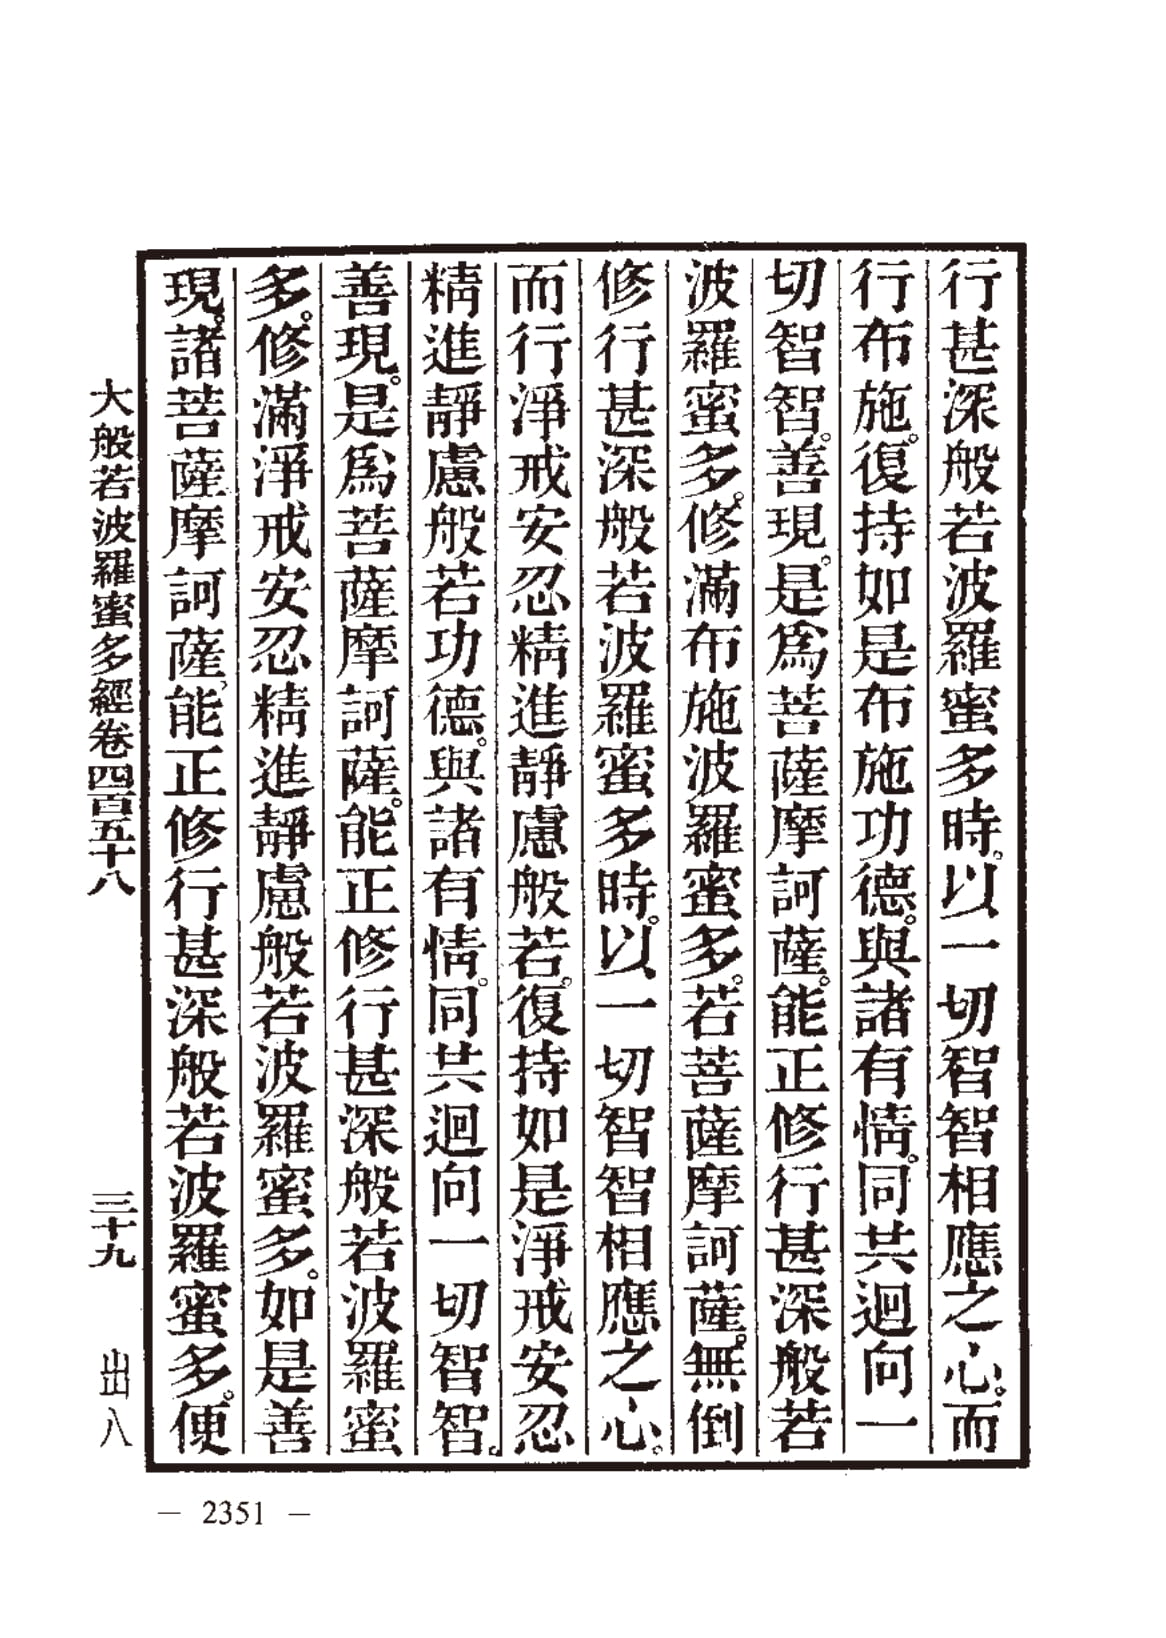 行甚深般若波羅蜜多時。以一切智智相應之心。而
行布施。復持如是布施功德。與諸有情。同共迴向一
切智智。善現。是爲菩薩摩訶薩。能正修行甚深般若
波羅蜜多。修滿布施波羅蜜多。若菩薩摩訶薩。無倒
修行甚深般若波羅蜜多時。以一切智智相應之心。
而行淨戒安忍精進靜慮般若。復持如是淨戒安忍
精進靜慮般若功德。與諸有情。同共迴向一切智智。
善現。是爲菩薩摩訶薩。能正修行甚深般若波羅蜜
多。修滿淨戒安忍精進靜慮般若波羅蜜多。如是善
現。諸菩薩摩訶薩、能正修行甚深般若波羅蜜多。便
大般若波羅蜜多經卷四百五十八 三十九 出八
— 2351 —